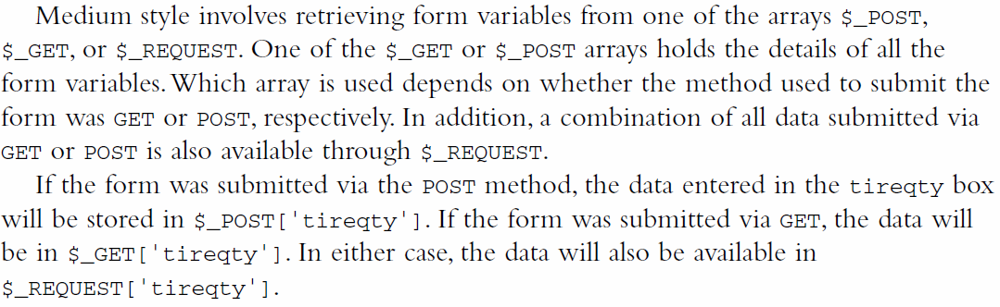 Medium style involves retrieving form variables from one of the arrays $_POST,
$_GET, or $_REQUEST. One of the $_GET or $_POST arrays holds the details of all the
form variables. Which array is used depends on whether the method used to submit the
form was GET or POST, respectively. In addition, a combination of all data submitted via
GET or POST is also available through $_REQUEST.
If the form was submitted via the POST method, the data entered in the tireqty box
will be stored in $_POST['tireqty']. If the form was submitted via GET, the data will
be in $_GET['tireqty']. In either case, the data will also be available in
$_REQUEST['tireqty'].